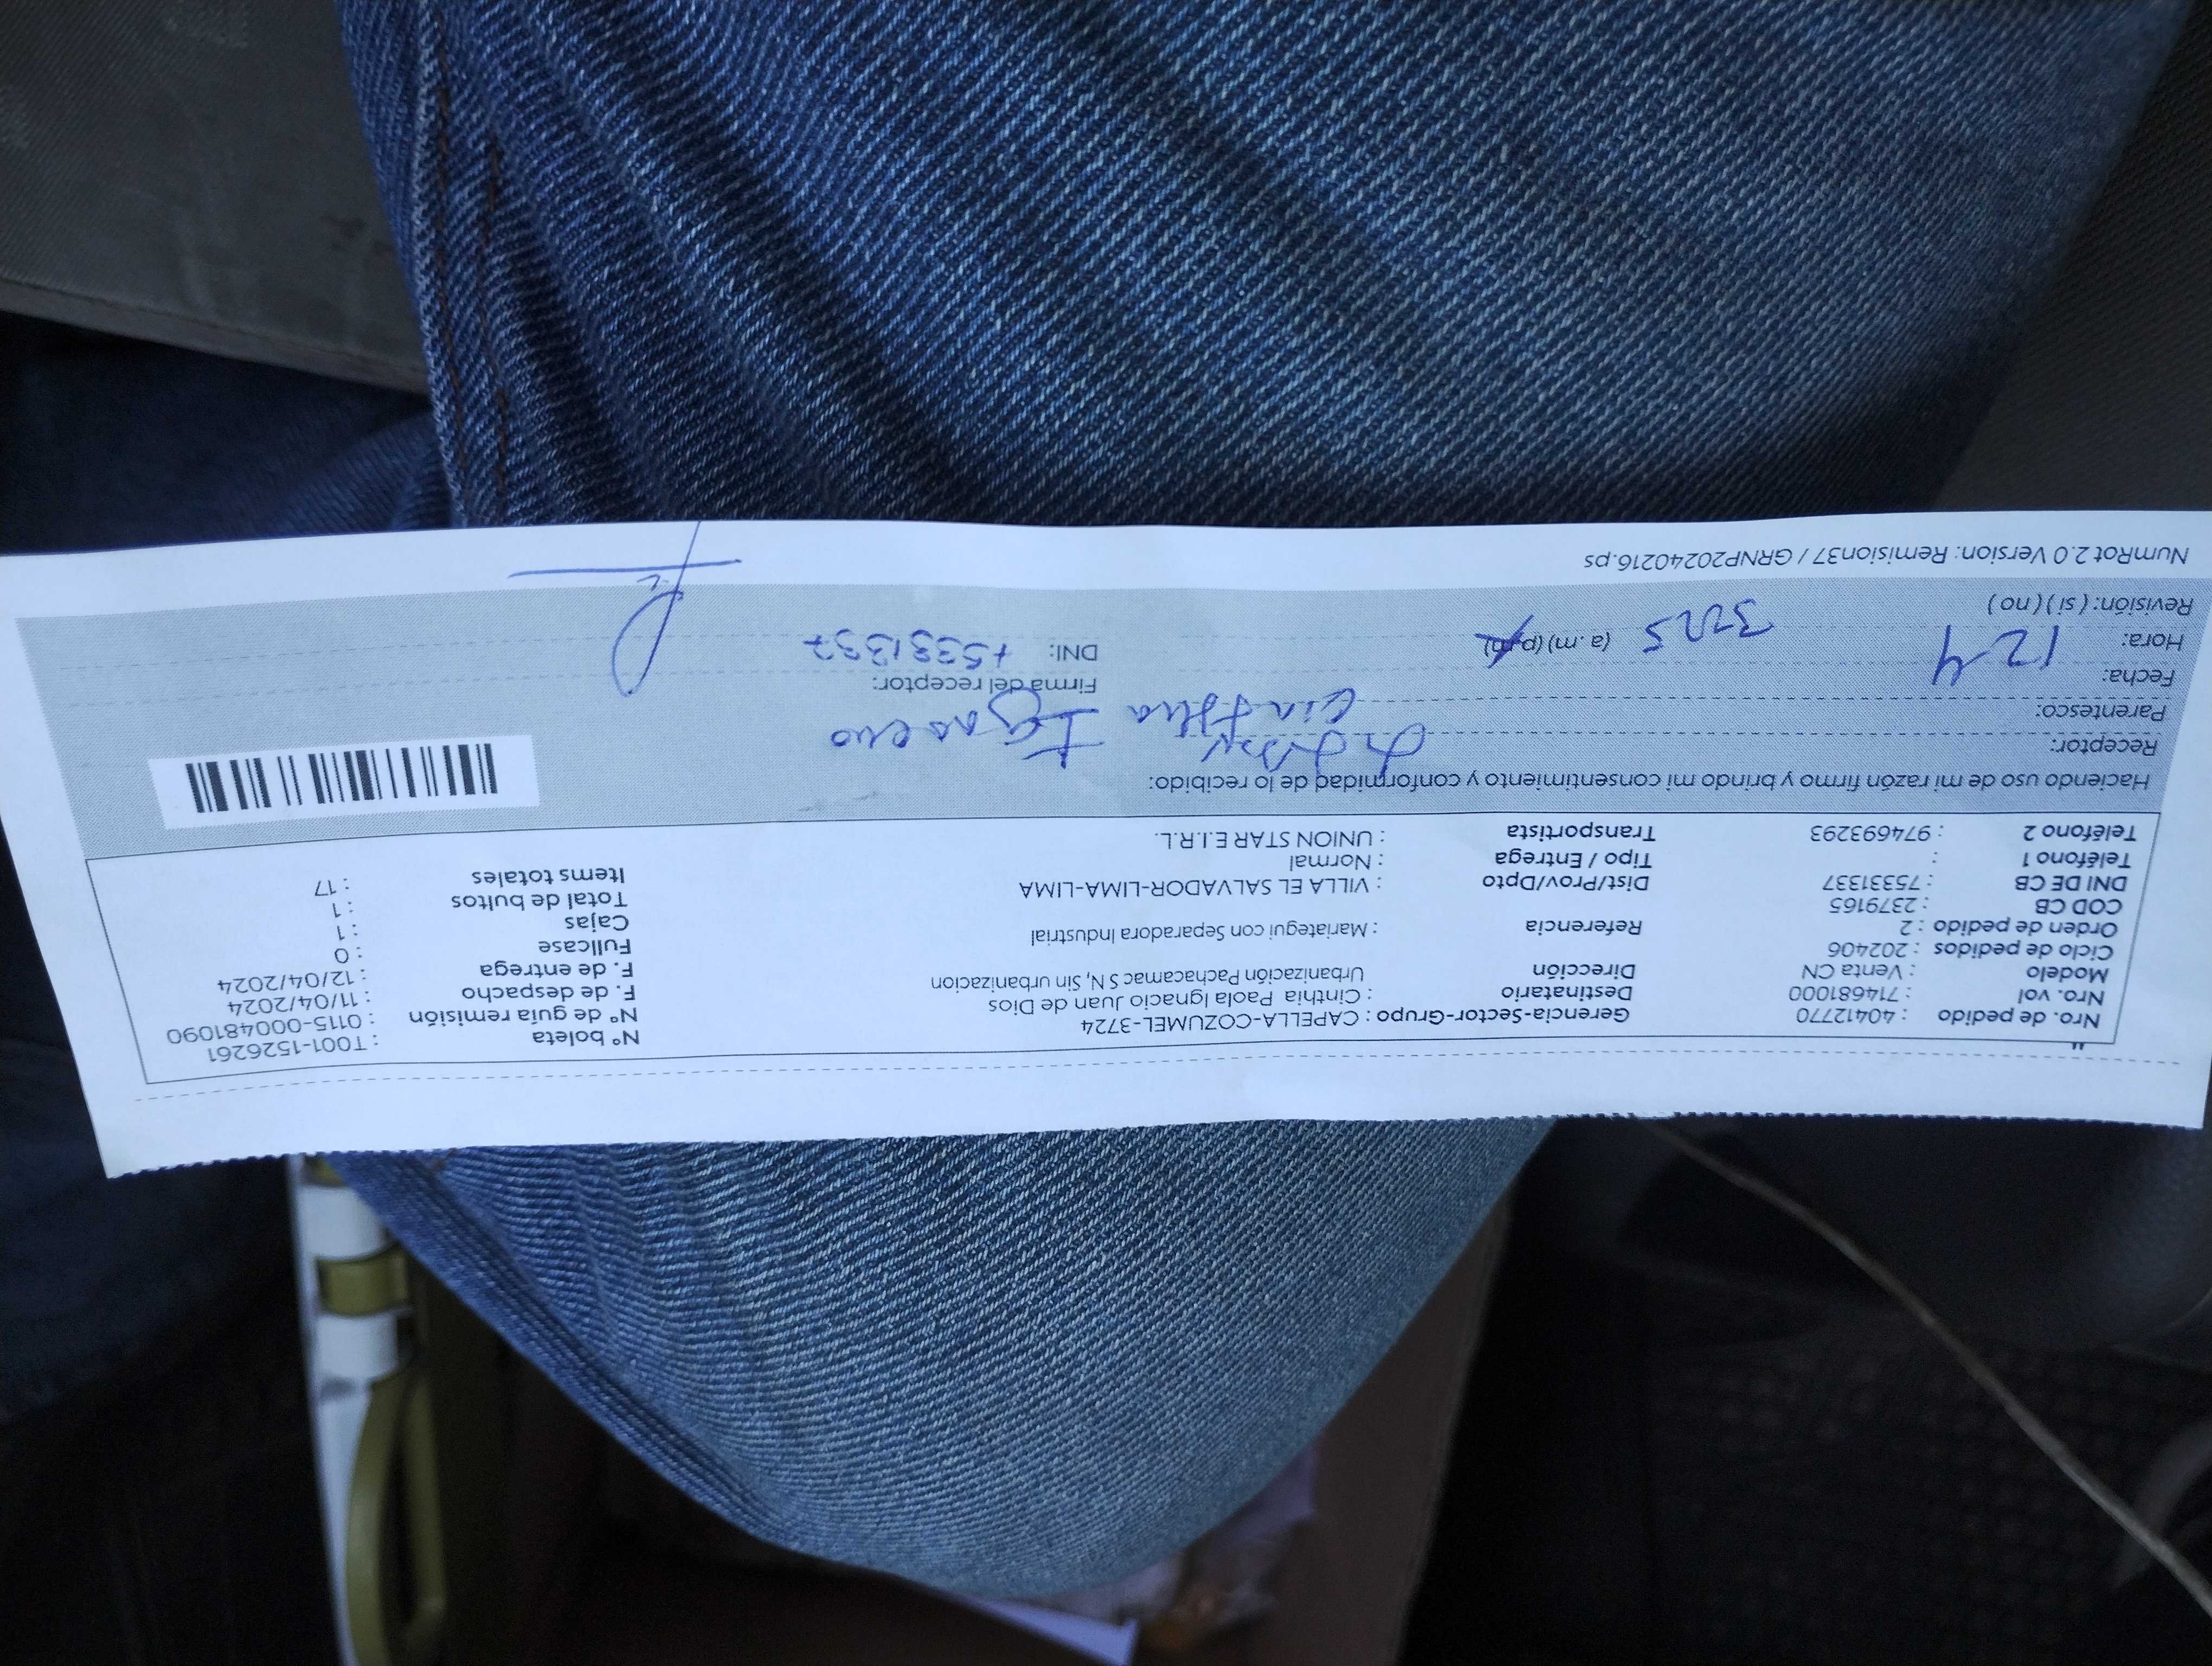 Nro. de pedido : 40412770 Gerencia-Sector-Grupo : CAPELLA-COZUMEL-3724 Nº boleta : T001-1526261
Nro. vol : 714681000 Destinatario : Cinthia Paola Ignacio Juan de Dios Nº de guía remisión : 0115-000481090
Modelo : Venta CN Dirección Urbanización Pachacamac S N, Sin urbanizacion F. de despacho : 11/04/2024
Ciclo de pedidos : 202406 F. de entrega : 12/04/2024
Orden de pedido : 2 Referencia : Mariategui con Separadora Industrial Fullcase : 0
COD CB : 2379165 Cajas : 1
DNI DE CB : 75331337 Dist/Prov/Dpto : VILLA EL SALVADOR-LIMA-LIMA Total de bultos : 1
Teléfono 1 : Tipo / Entrega : Normal Items totales : 17
Teléfono 2 : 974693293 Transportista : UNION STAR E.I.R.L.
Haciendo uso de mi razón firmo y brindo mi consentimiento y conformidad de lo recibido:
Receptor:
Parentesco:
Fecha: 12 4 Firma del receptor:
Hora: (a.m) (p.m) DNI: 75331337
Revisión: ( si ) ( no )
NumRot 2.0 Version: Remision37 / GRNP20240216.ps